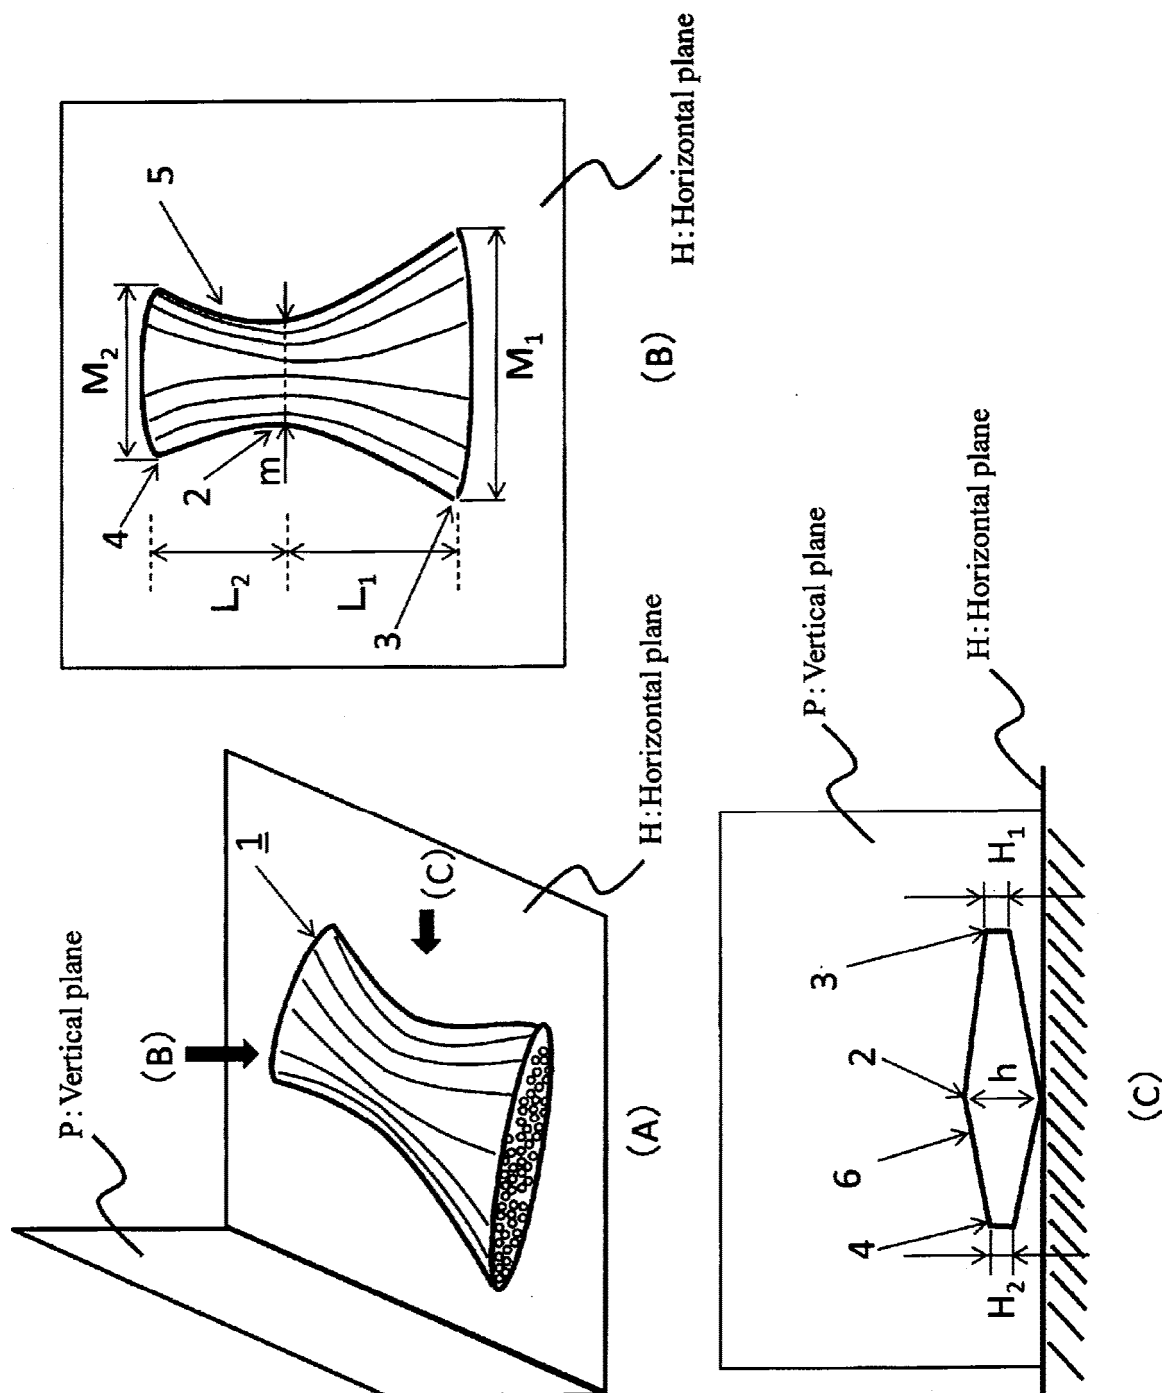 P: Vertical plane
(B)
1
(C)
H:Horizontal plane
(A)
M2
4
2
m
5
L2
L1
3
M1
H:Horizontal plane
(B)
P: Vertical plane
H:Horizontal plane
H2
4
6
2
h
3
H1
(C)